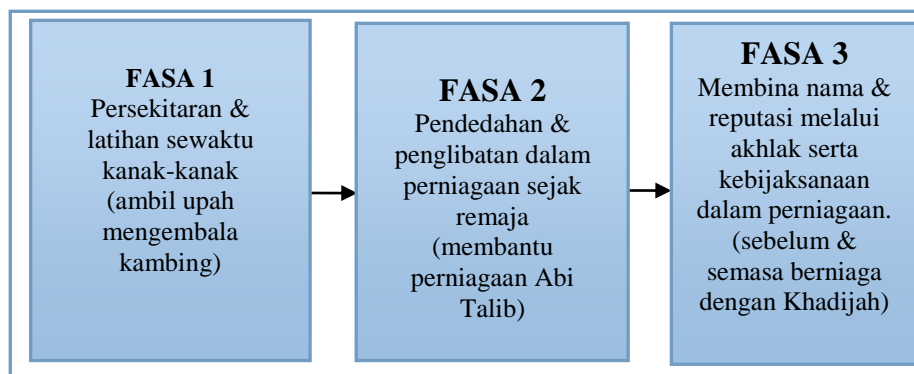 FASA 1
Persekitaran &
latihan sewaktu
kanak-kanak
(ambil upah
mengembala
kambing)
FASA 2
Pendedahan &
penglibatan dalam
perniagaan sejak
remaja
(membantu
perniagaan Abi
Talib)
FASA 3
Membina nama &
reputasi melalui
akhlak serta
kebijaksanaan
dalam perniagaan.
(sebelum &
semasa berniaga
dengan Khadijah)